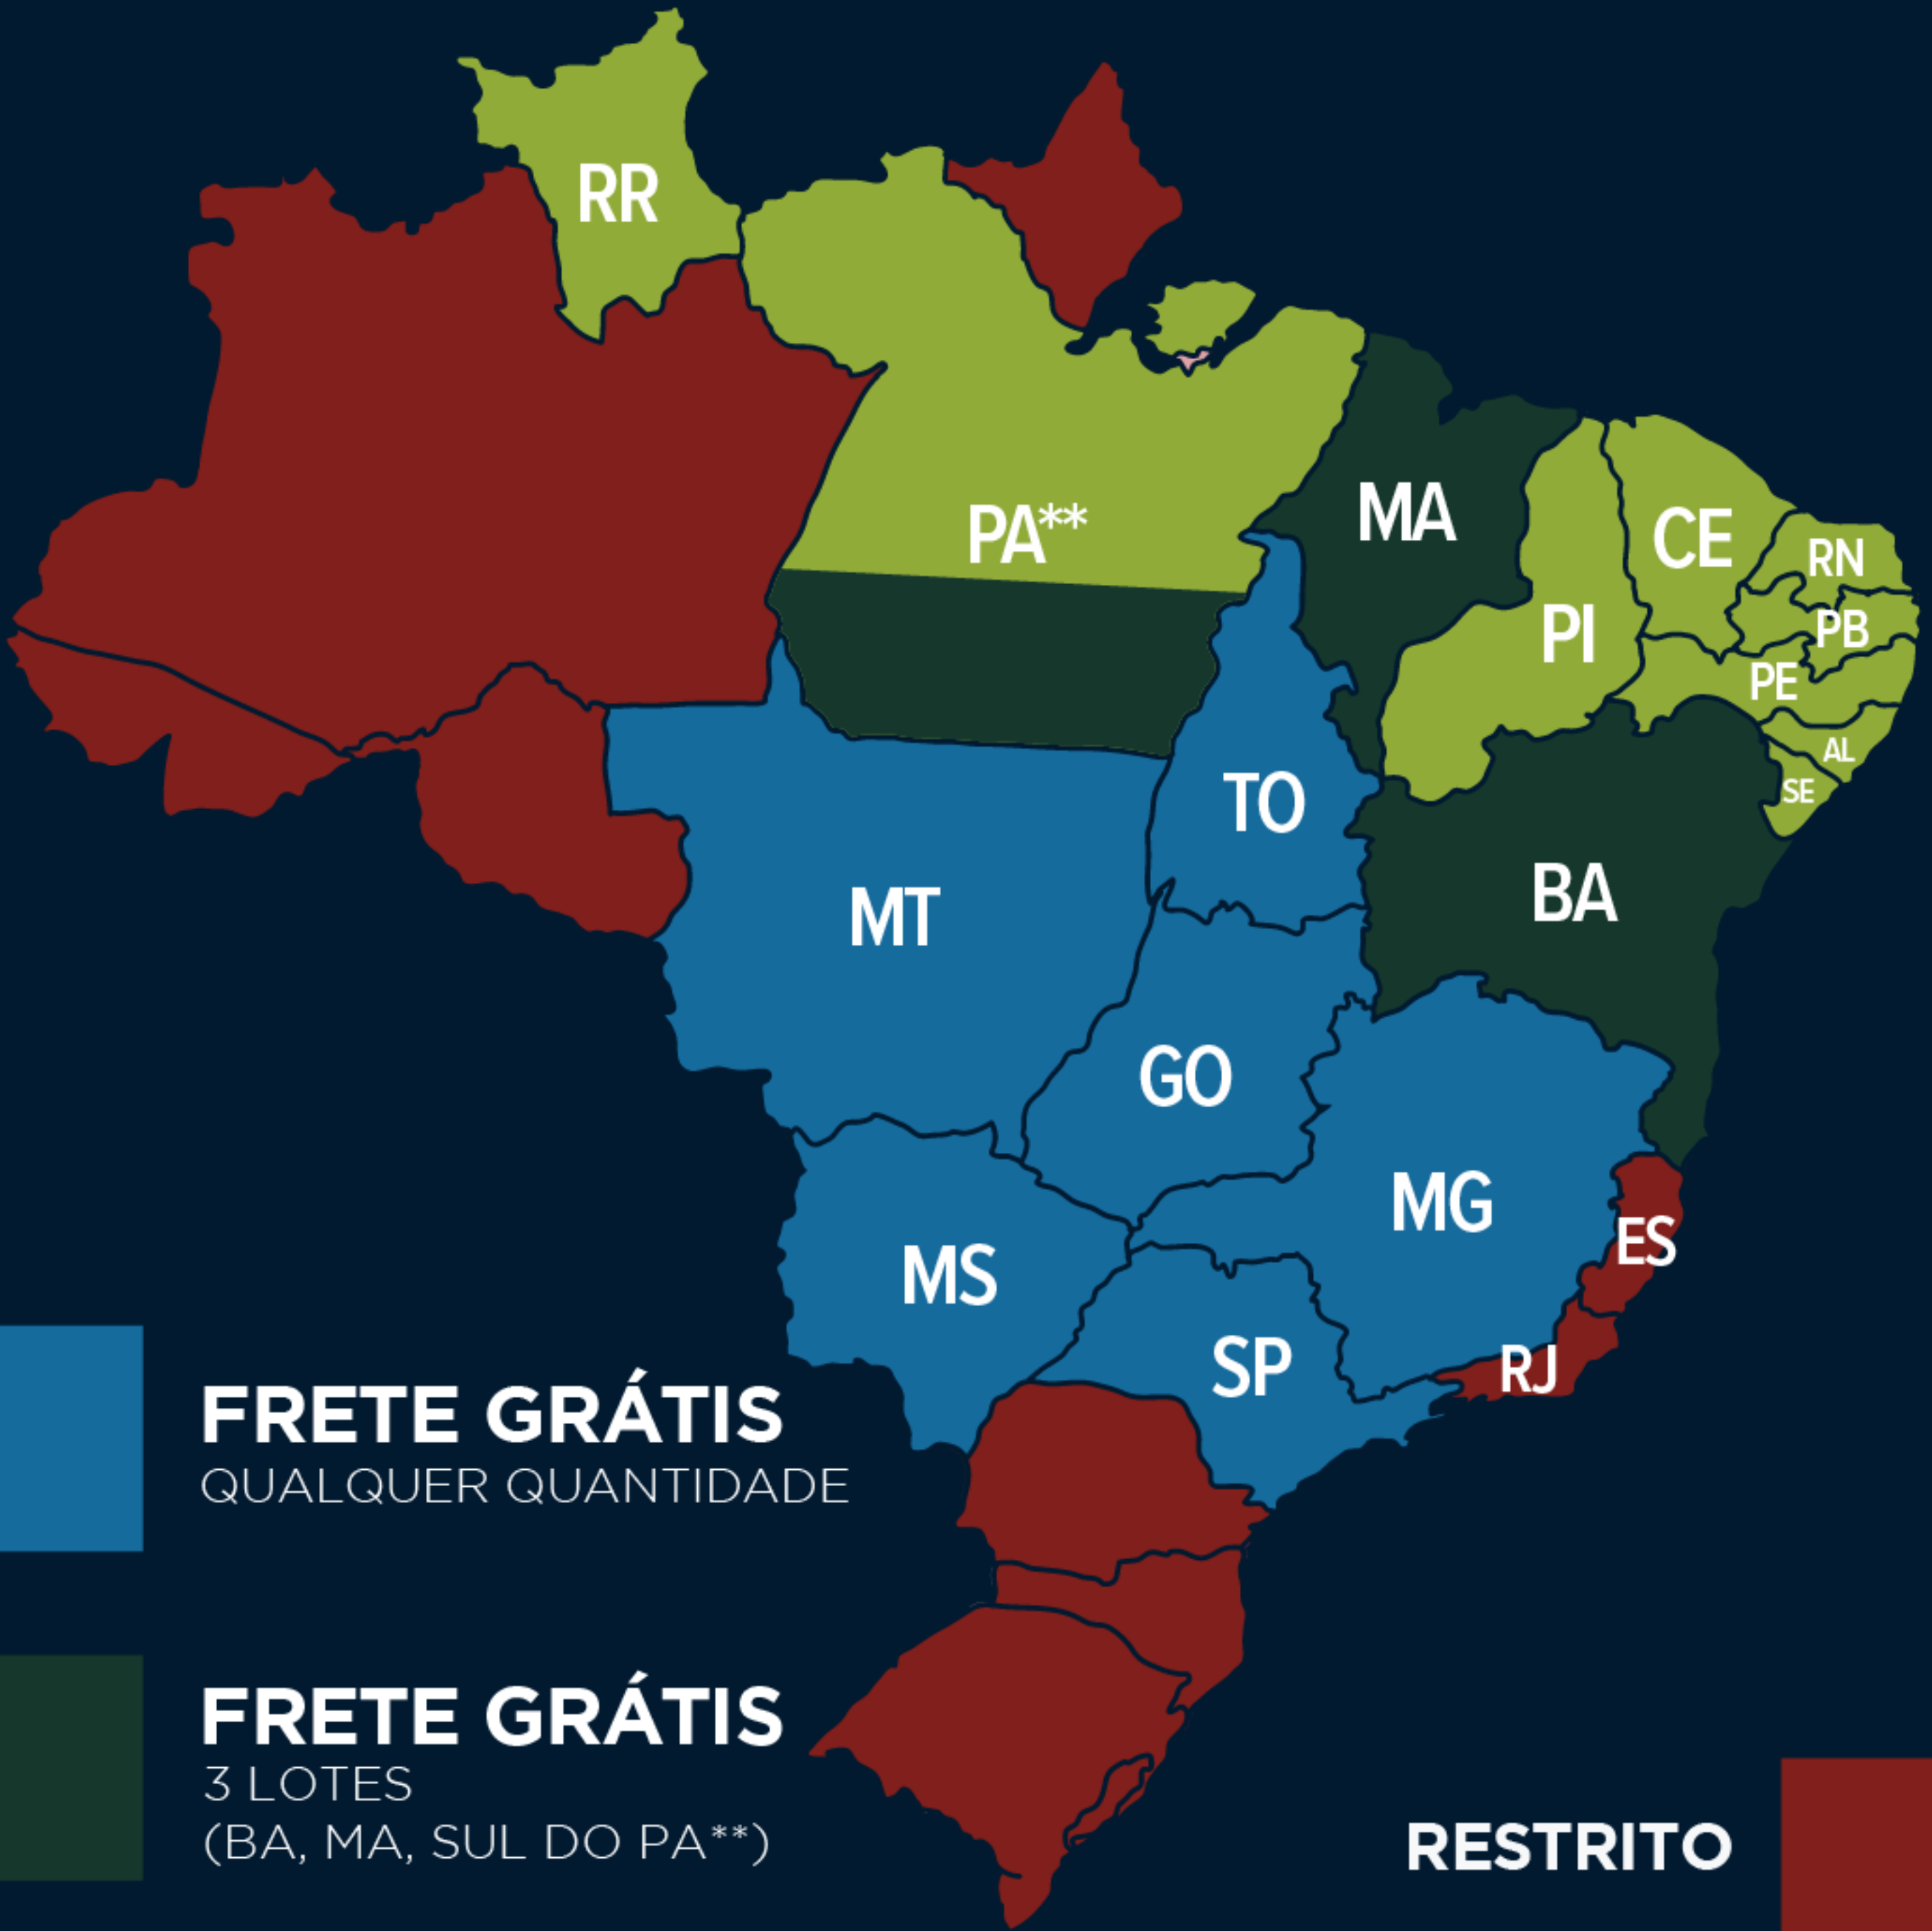 RR
PA**
MA
CE
RN
PB
PI
PE
AL
SE
TO
BA
MT
GO
MG
ES
MS
SP
RJ
FRETE GRÁTIS
QUALQUER QUANTIDADE
FRETE GRÁTIS
3 LOTES
(BA, MA, SUL DO PA**)
RESTRITO